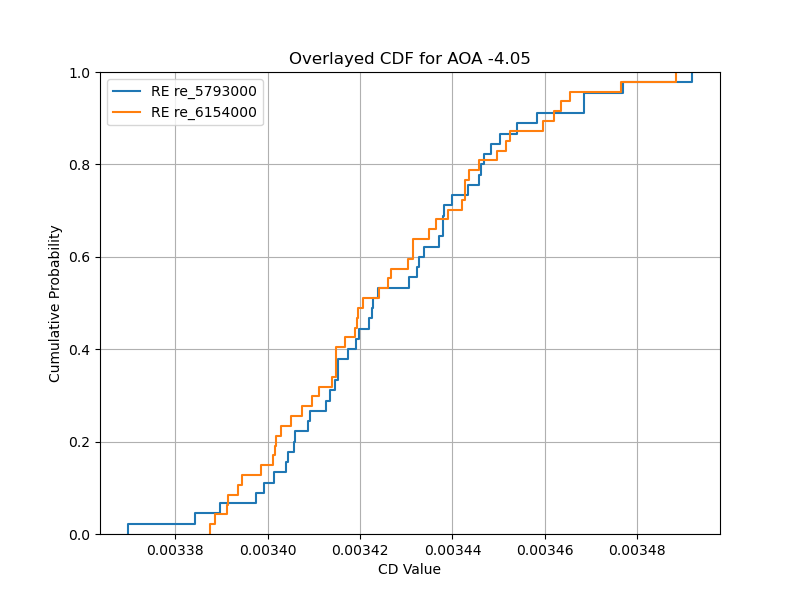 Overlayed CDF for AOA -4.05
RE re_5793000
RE re_6154000
1.0
0.8
0.6
0.4
0.2
0.0
Cumulative Probability
0.00338
0.00340
0.00342
0.00344
0.00346
0.00348
CD Value